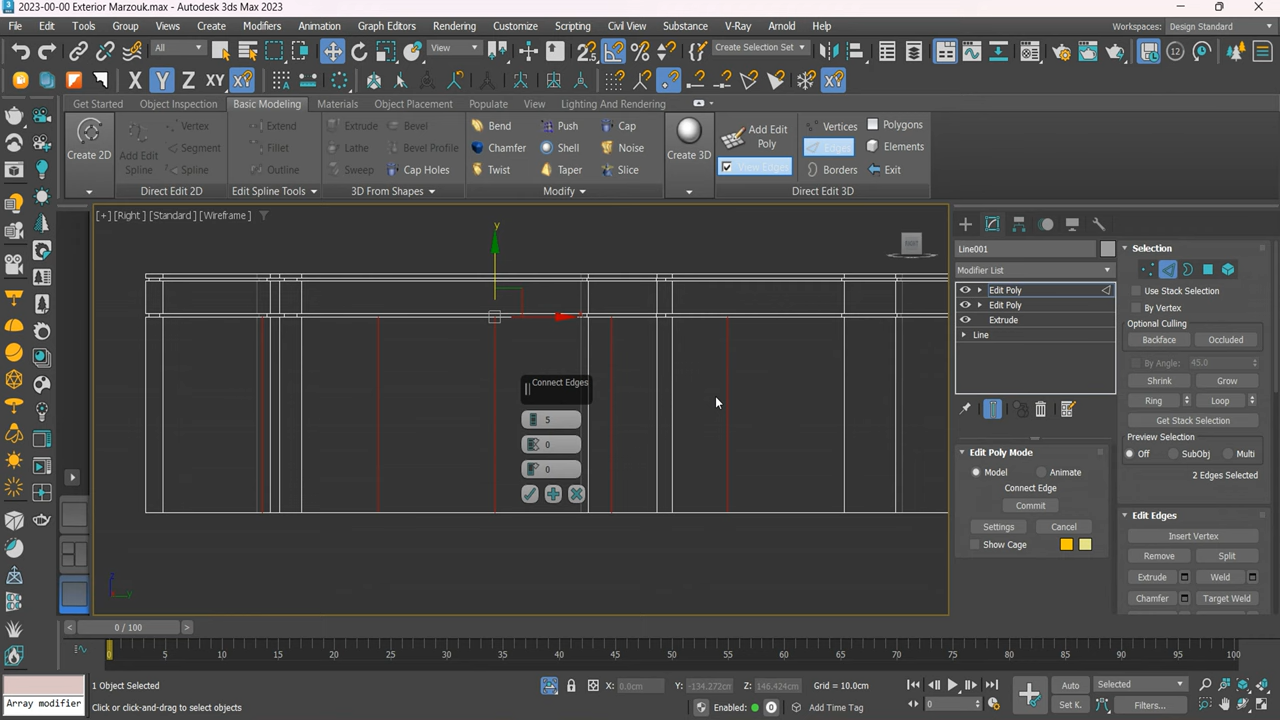 2023-00-00 Exterior Marzouk.max - Autodesk 3ds Max 2023
File Edit Tools Group Views Create Modifiers Animation Graph Editors Rendering Customize Scripting Civil View Substance V-Ray Arnold Help
Workspaces: Design Standard
All View Create Selection Set
X Y Z XY
Get Started Object Inspection Basic Modeling Materials Object Placement Populate View Lighting And Rendering
Create 2D
Add Edit Spline
Vertex
Segment
Spline
Direct Edit 2D
Extend
Fillet
Outline
Edit Spline Tools
Extrude Bevel
Lathe Bevel Profile
Sweep Cap Holes
3D From Shapes
Bend Push Cap
Chamfer Shell Noise
Twist Taper Slice
Modify
Create 3D
Add Edit Poly
View Edges
Vertices
Edges
Borders
Polygons
Elements
Exit
Direct Edit 3D
[+] [Right] [Standard] [Wireframe]
y
RIGHT
Connect Edges
5
0
0
z
Line001
Modifier List
Edit Poly
Edit Poly
Extrude
Line
Edit Poly Mode
Model Animate
Connect Edge
Commit
Settings Cancel
Show Cage
Selection
Use Stack Selection
By Vertex
Optional Culling
Backface Occluded
By Angle: 45.0
Shrink Grow
Ring Loop
Get Stack Selection
Preview Selection
Off SubObj Multi
2 Edges Selected
Edit Edges
Insert Vertex
Remove Split
Extrude Weld
Chamfer Target Weld
0 / 100
0 5 10 15 20 25 30 35 40 45 50 55 60 65 70 75 80 85 90 95 100
1 Object Selected
Array modifier
Click or click-and-drag to select objects
X: 0.0cm Y: -134.272cm Z: 146.424cm Grid = 10.0cm
Enabled: 0 Add Time Tag
0
Auto Selected
Set K. Filters...